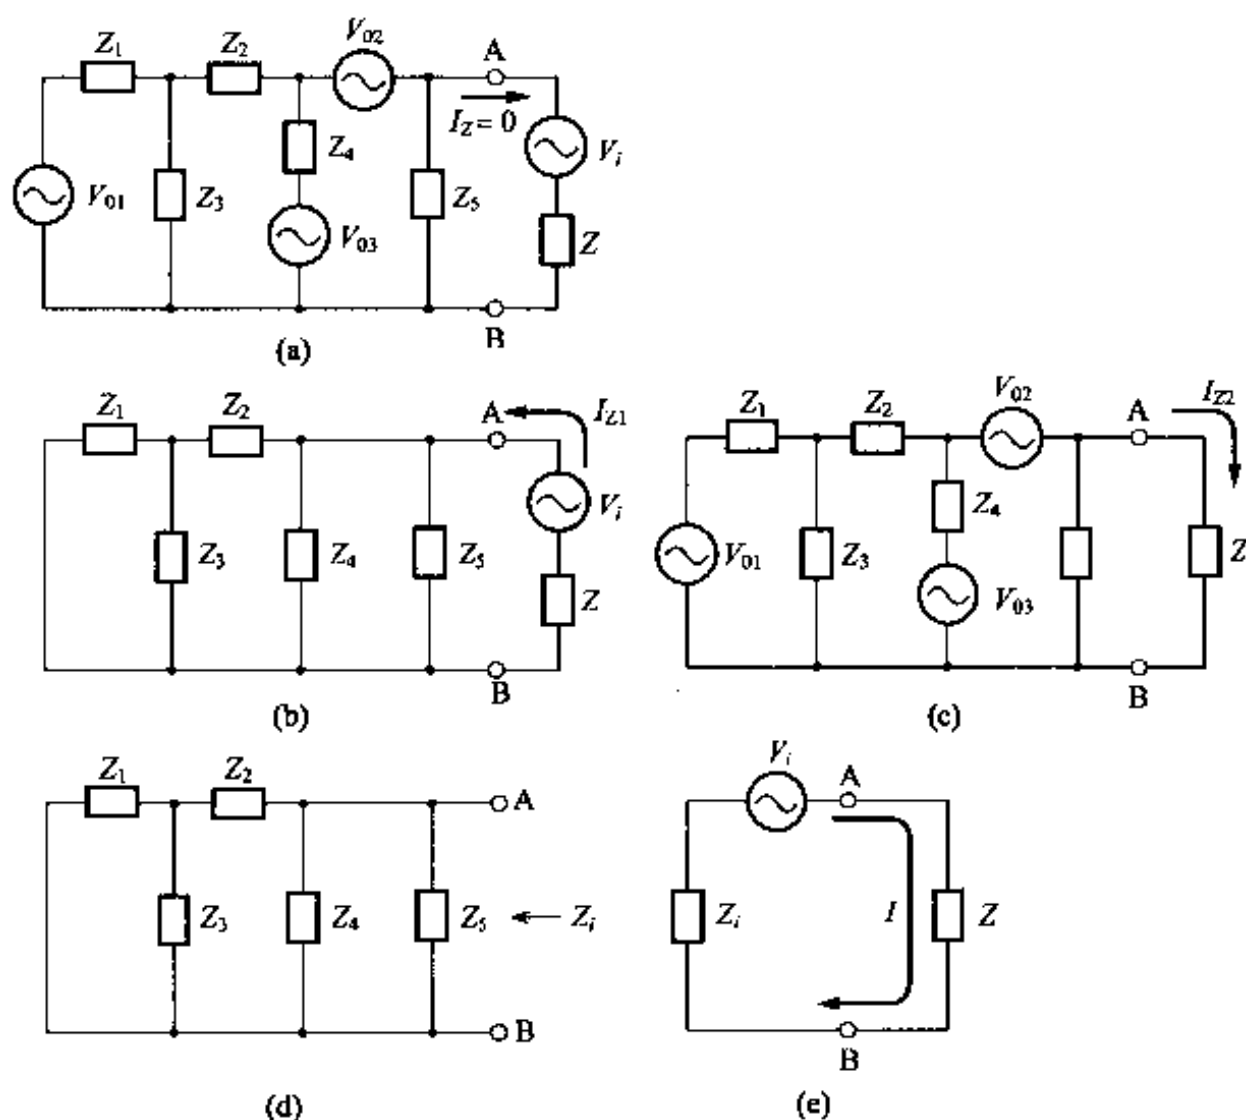 V02
Z1 Z2 A
IZ = 0
Z4 Vi
V01 Z3 Z5
V03 Z
B
(a)
Z1 Z2 A IZ1
Vi
Z3 Z4 Z5
Z
B
(b)
V02 IZ2
Z1 Z2 A
Z4
V01 Z3 Z
V03
B
(c)
Z1 Z2
A
Z3 Z4 Z5 Zi
B
(d)
Vi A
Zi I Z
B
(e)